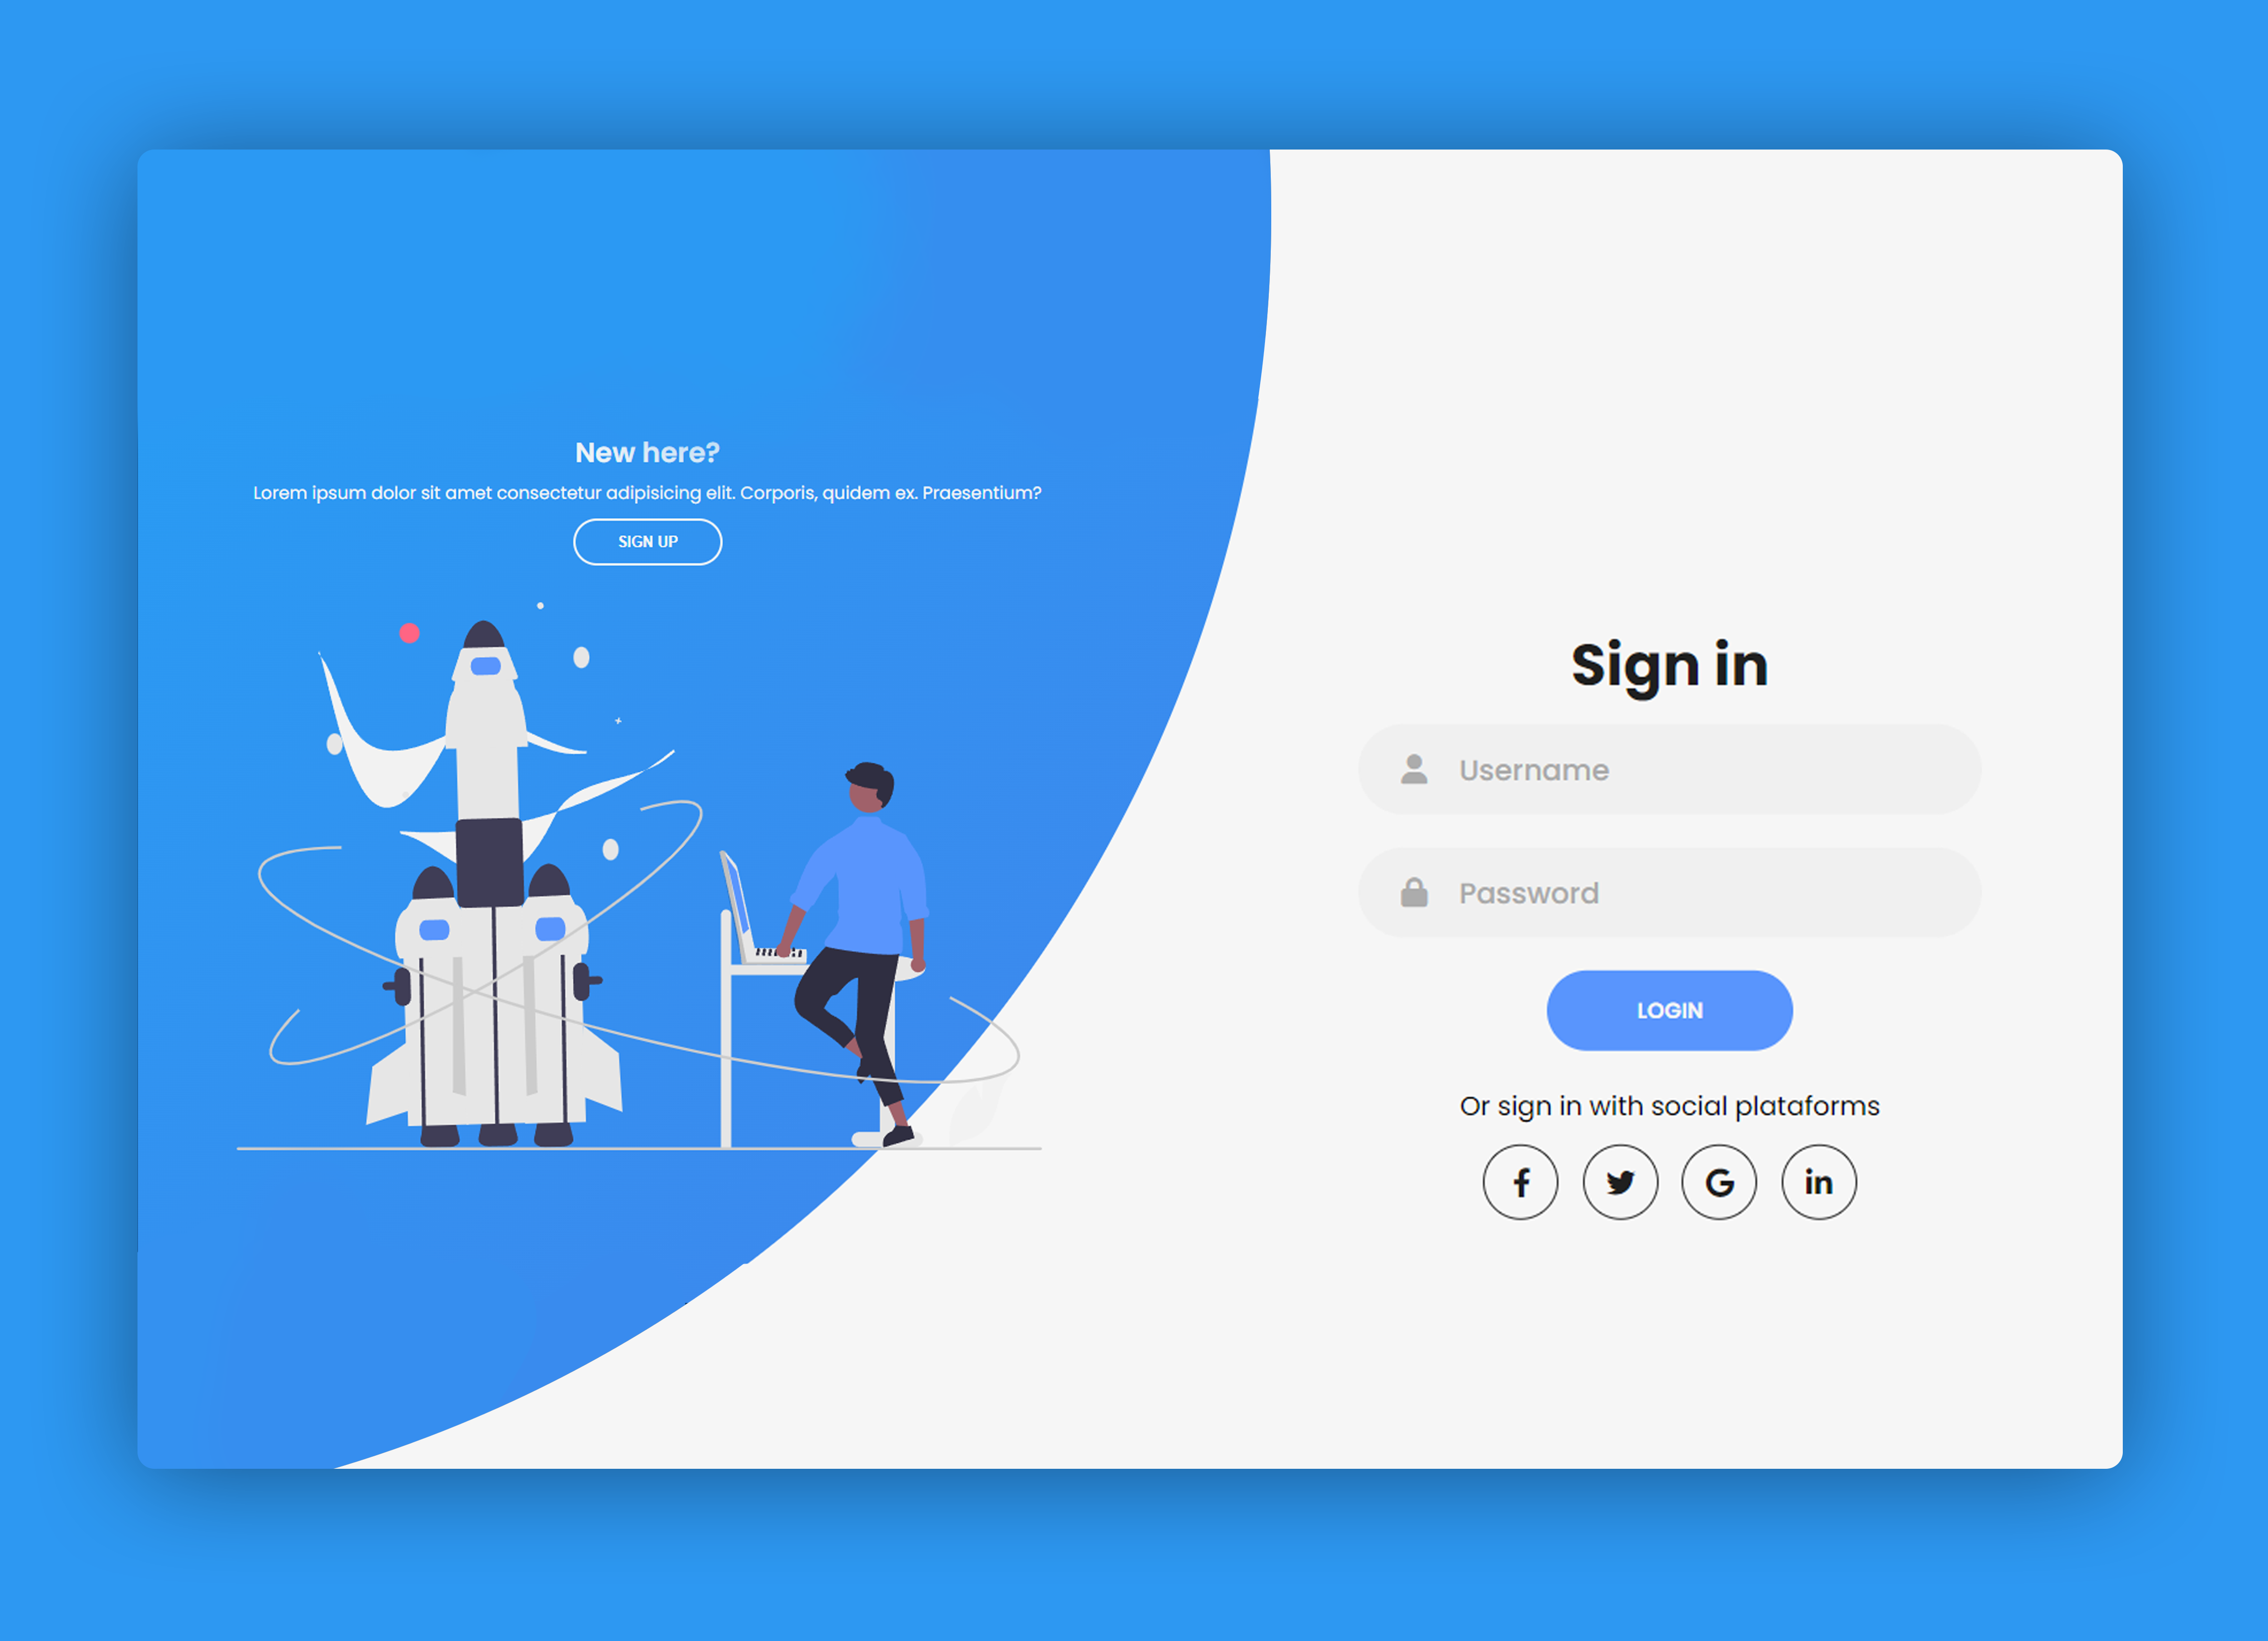 New here?
Lorem ipsum dolor sit amet consectetur adipisicing elit. Corporis, quidem ex. Praesentium?
SIGN UP
Sign in
Username
Password
LOGIN
Or sign in with social plataforms